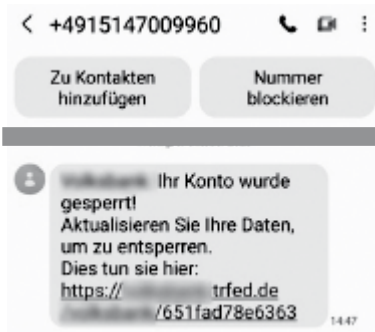 +4915147009960
Zu Kontakten
hinzufügen
Nummer
blockieren
Ihr Konto wurde
gesperrt!
Aktualisieren Sie Ihre Daten,
um zu entsperren.
Dies tun sie hier:
https:// trfed.de
/651fad78e6363
14:47